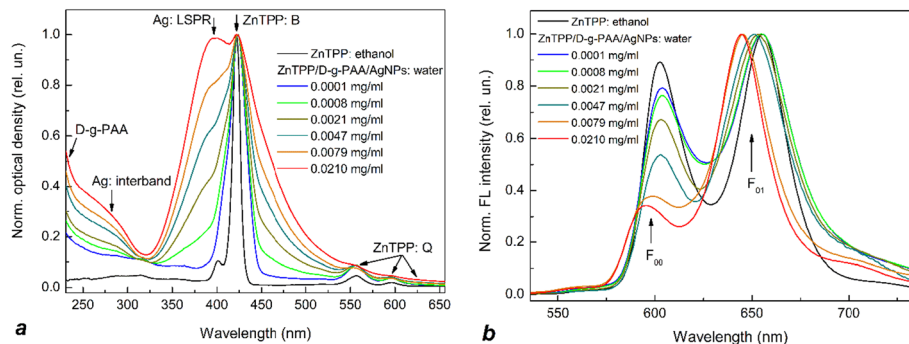 Ag: LSPR
ZnTPP: B
ZnTPP: ethanol
ZnTPP/D-g-PAA/AgNPs: water
0.0001 mg/ml
0.0008 mg/ml
0.0021 mg/ml
0.0047 mg/ml
0.0079 mg/ml
0.0210 mg/ml
D-g-PAA
Ag: interband
ZnTPP: Q
Norm. optical density (rel. un.)
1.0
0.8
0.6
0.4
0.2
0.0
250 300 350 400 450 500 550 600 650
Wavelength (nm)
a
ZnTPP: ethanol
ZnTPP/D-g-PAA/AgNPs: water
0.0001 mg/ml
0.0008 mg/ml
0.0021 mg/ml
0.0047 mg/ml
0.0079 mg/ml
0.0210 mg/ml
F01
F00
Norm. FL intensity (rel. un.)
1.0
0.8
0.6
0.4
0.2
0.0
550 600 650 700
Wavelength (nm)
b